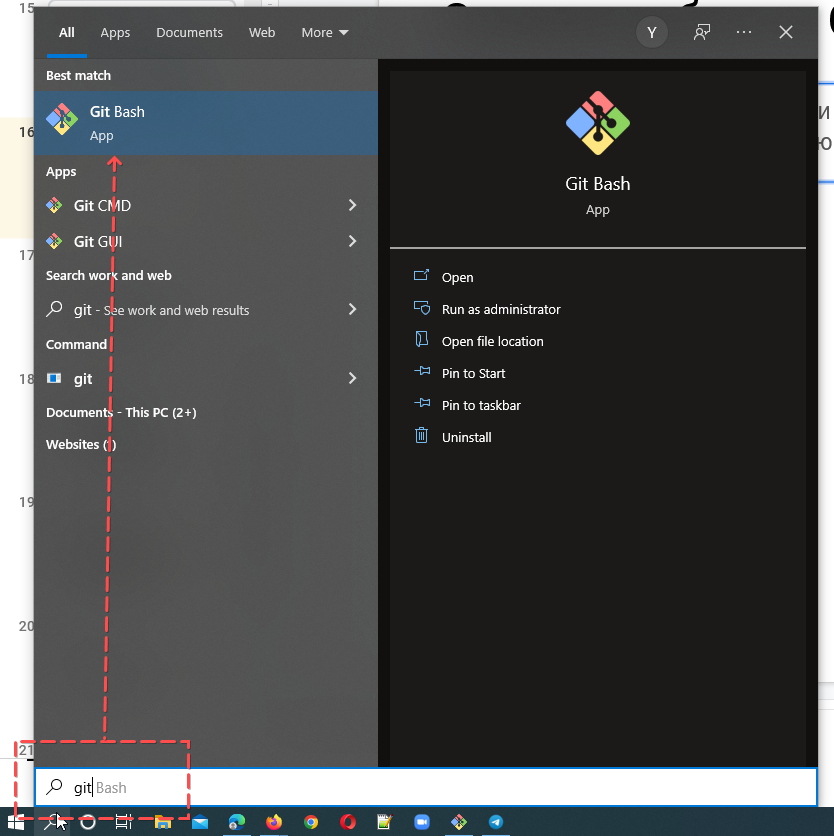 15
All Apps Documents Web More Y
Best match
Git Bash
App
Apps
Git CMD
Git GUI
Search work and web
git - See work and web results
Command
git
Documents - This PC (2+)
Websites (1)
Git Bash
App
Open
Run as administrator
Open file location
Pin to Start
Pin to taskbar
Uninstall
16
17
18
19
20
21
и
ю
git Bash